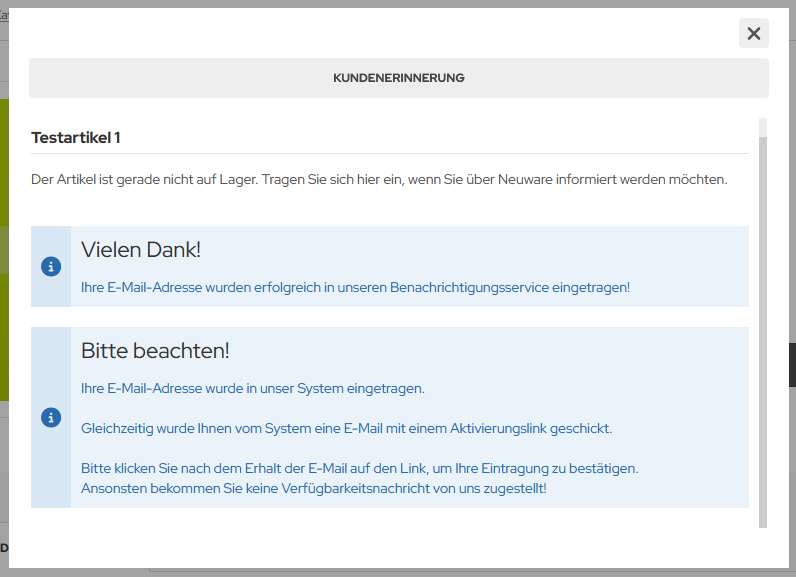 KUNDENERINNERUNG
Testartikel 1
Der Artikel ist gerade nicht auf Lager. Tragen Sie sich hier ein, wenn Sie über Neuware informiert werden möchten.
Vielen Dank!
Ihre E-Mail-Adresse wurden erfolgreich in unseren Benachrichtigungsservice eingetragen!
Bitte beachten!
Ihre E-Mail-Adresse wurde in unser System eingetragen.
Gleichzeitig wurde Ihnen vom System eine E-Mail mit einem Aktivierungslink geschickt.
Bitte klicken Sie nach dem Erhalt der E-Mail auf den Link, um Ihre Eintragung zu bestätigen.
Ansonsten bekommen Sie keine Verfügbarkeitsnachricht von uns zugestellt!